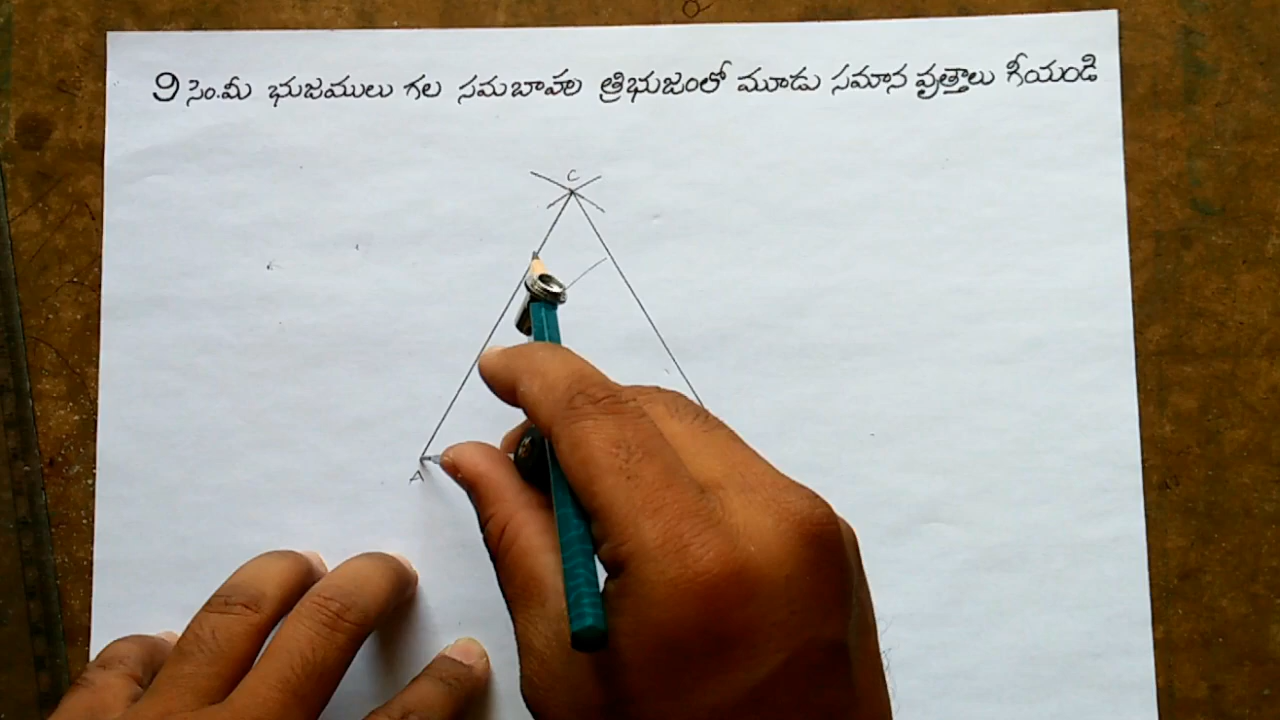 9 సెం.మీ భుజములు గల సమబాహు త్రిభుజంలో మూడు సమాన వృత్తాలు గీయండి
C
A